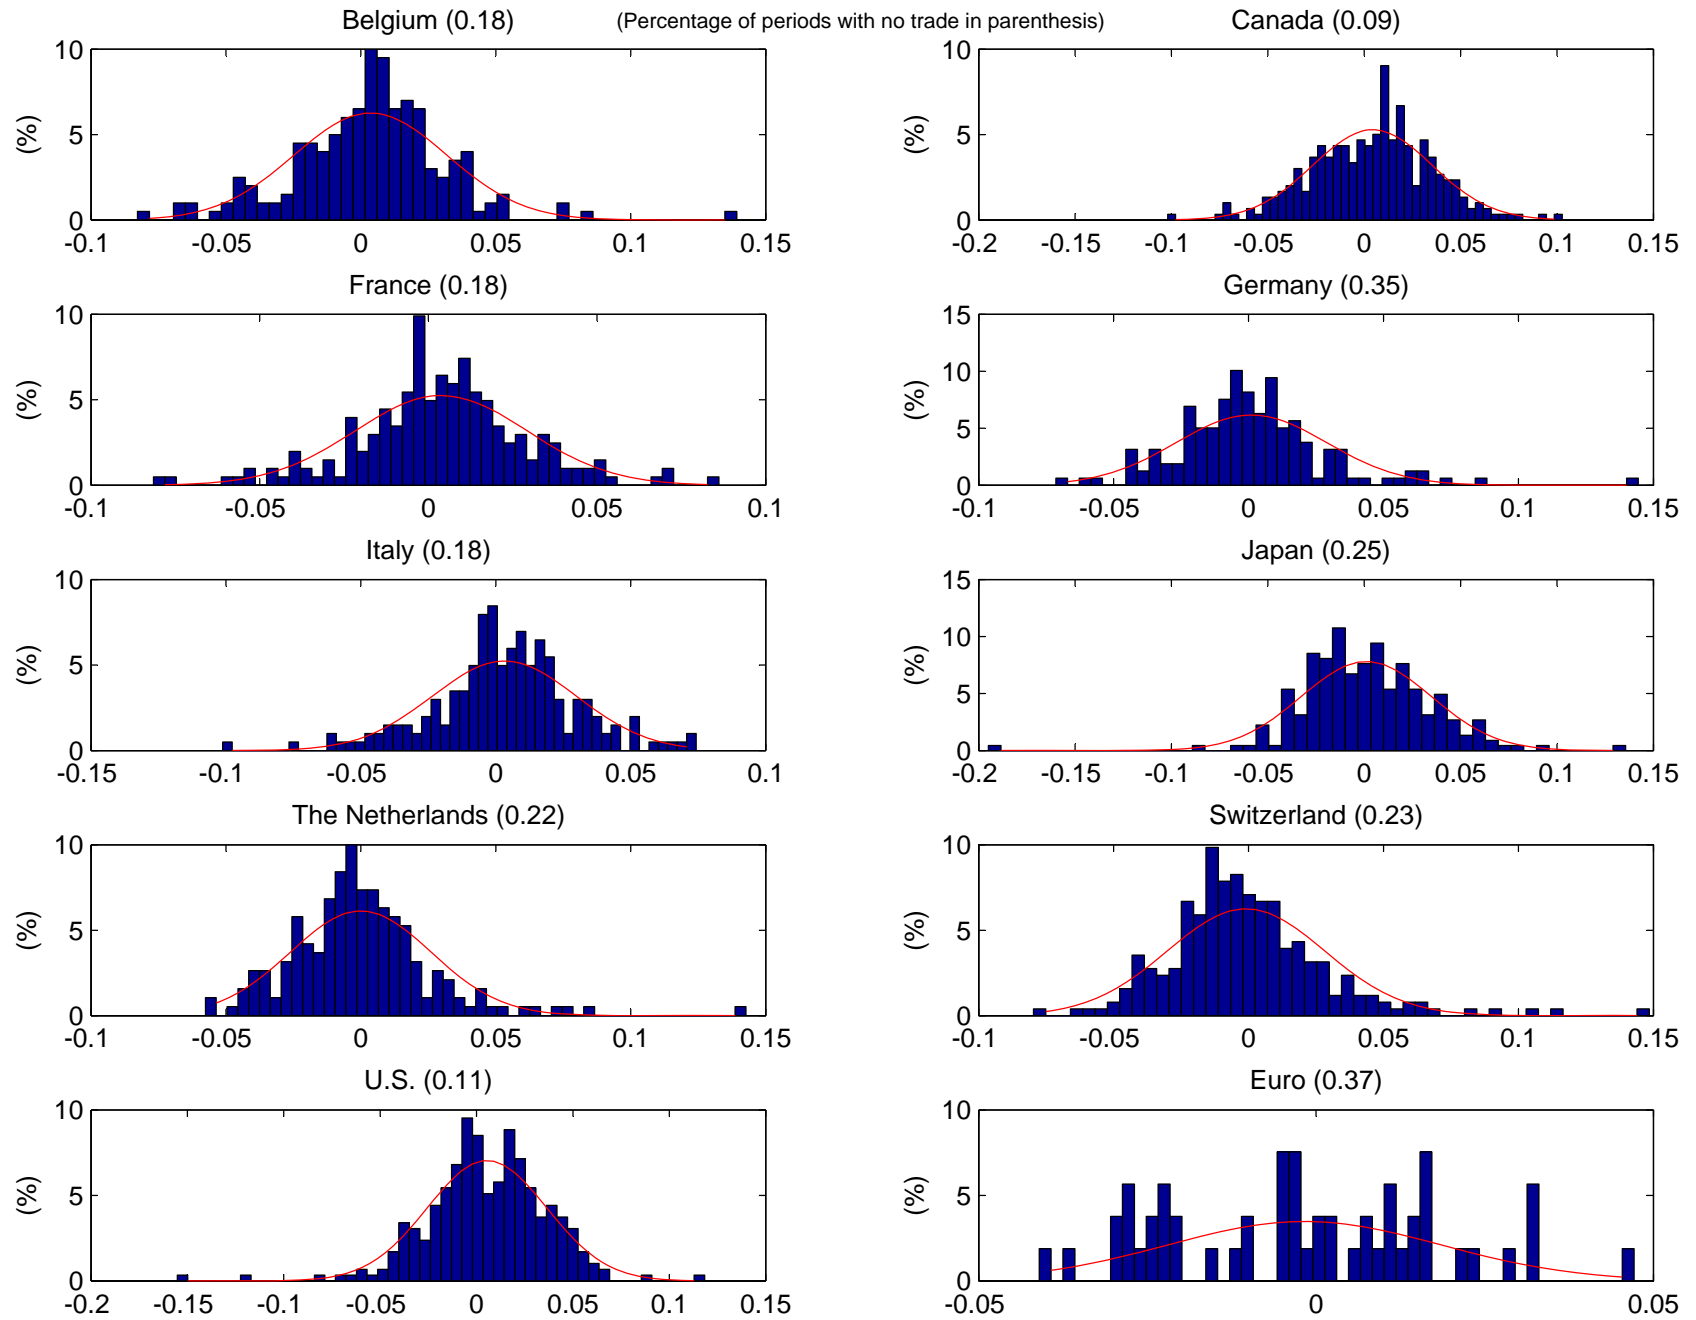 Belgium (0.18) (Percentage of periods with no trade in parenthesis) Canada (0.09)
10
5
0
(%)
-0.1 -0.05 0 0.05 0.1 0.15
10
5
0
(%)
-0.2 -0.15 -0.1 -0.05 0 0.05 0.1 0.15
France (0.18)
10
5
0
(%)
-0.1 -0.05 0 0.05 0.1
Germany (0.35)
15
10
5
0
(%)
-0.1 -0.05 0 0.05 0.1 0.15
Italy (0.18)
10
5
0
(%)
-0.15 -0.1 -0.05 0 0.05 0.1
Japan (0.25)
15
10
5
0
(%)
-0.2 -0.15 -0.1 -0.05 0 0.05 0.1 0.15
The Netherlands (0.22)
10
5
0
(%)
-0.1 -0.05 0 0.05 0.1 0.15
Switzerland (0.23)
10
5
0
(%)
-0.1 -0.05 0 0.05 0.1 0.15
U.S. (0.11)
10
5
0
(%)
-0.2 -0.15 -0.1 -0.05 0 0.05 0.1 0.15
Euro (0.37)
10
5
0
(%)
-0.05 0 0.05